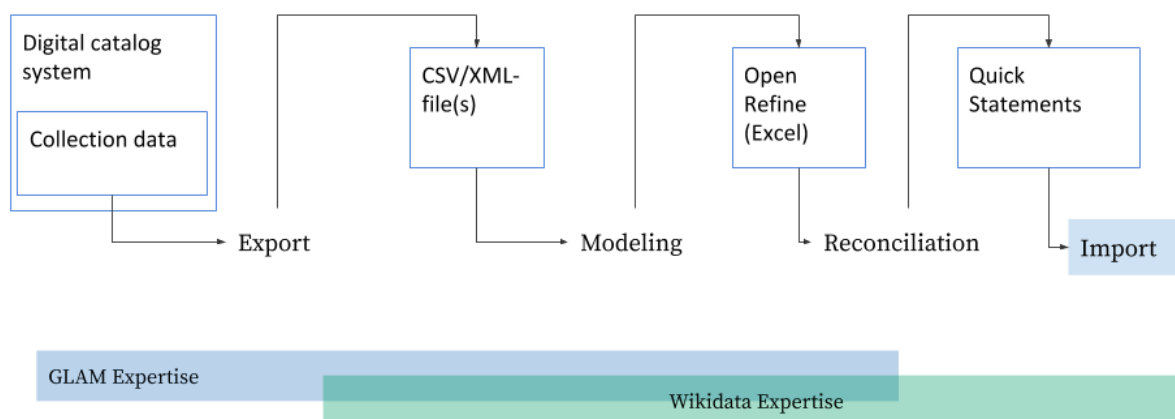 Digital catalog
system
Collection data
Export
CSV/XML-
file(s)
Modeling
Open
Refine
(Excel)
Reconciliation
Quick
Statements
Import
GLAM Expertise
Wikidata Expertise